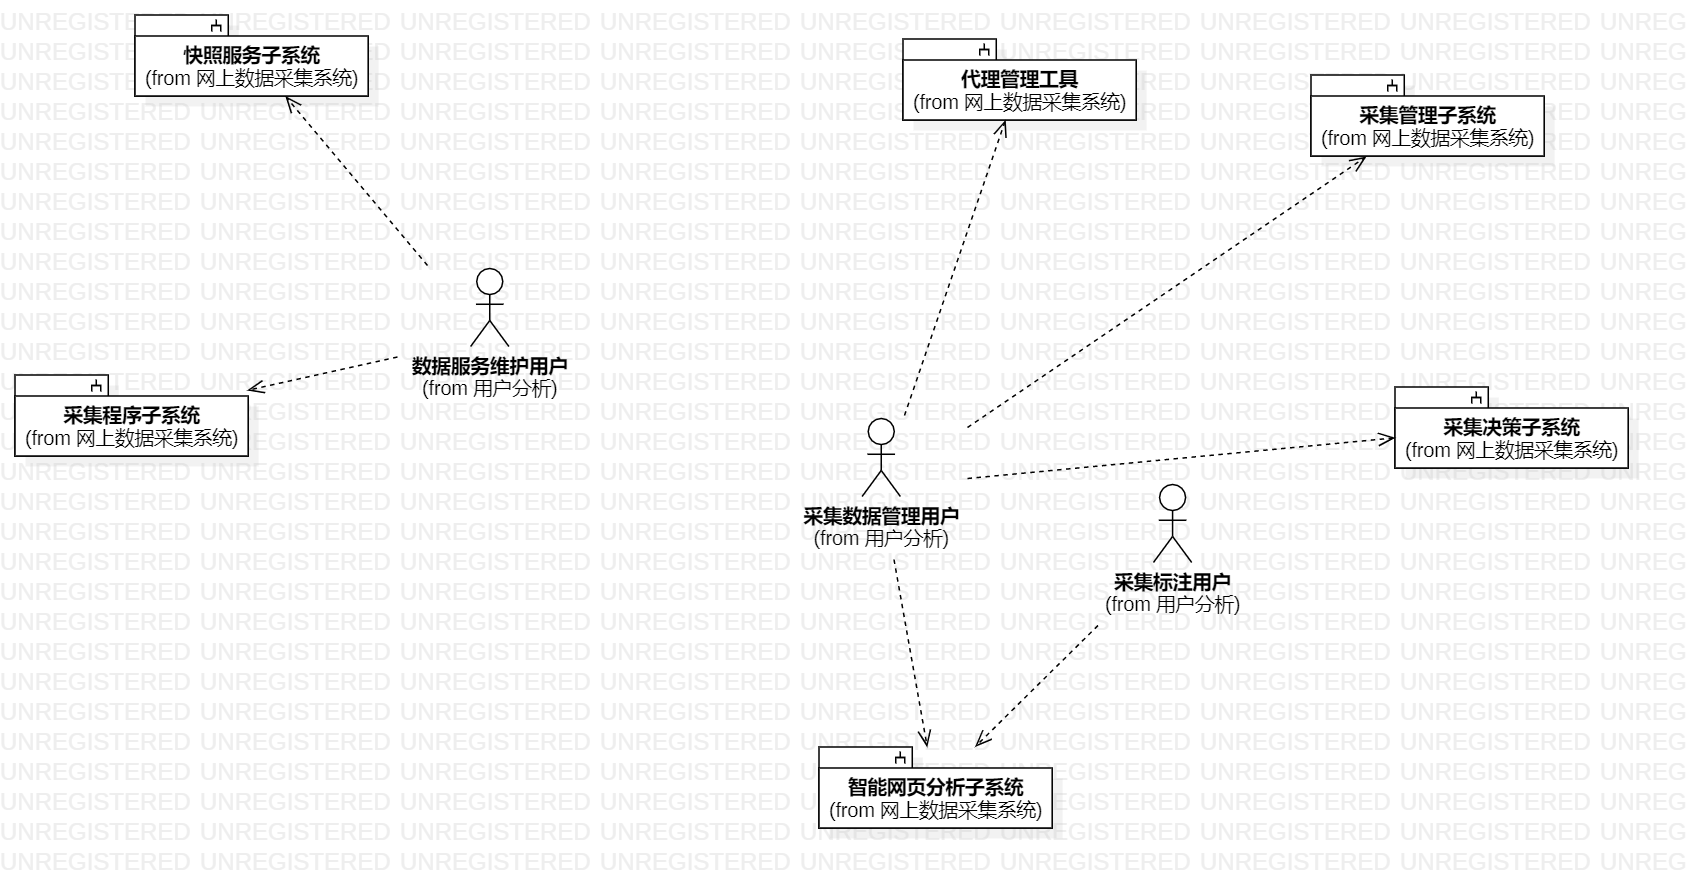 快照服务子系统
(from 网上数据采集系统)
代理管理工具
(from 网上数据采集系统)
采集管理子系统
(from 网上数据采集系统)
数据服务维护用户
(from 用户分析)
采集程序子系统
(from 网上数据采集系统)
采集决策子系统
(from 网上数据采集系统)
采集数据管理用户
(from 用户分析)
采集标注用户
(from 用户分析)
智能网页分析子系统
(from 网上数据采集系统)
UNREGISTERED